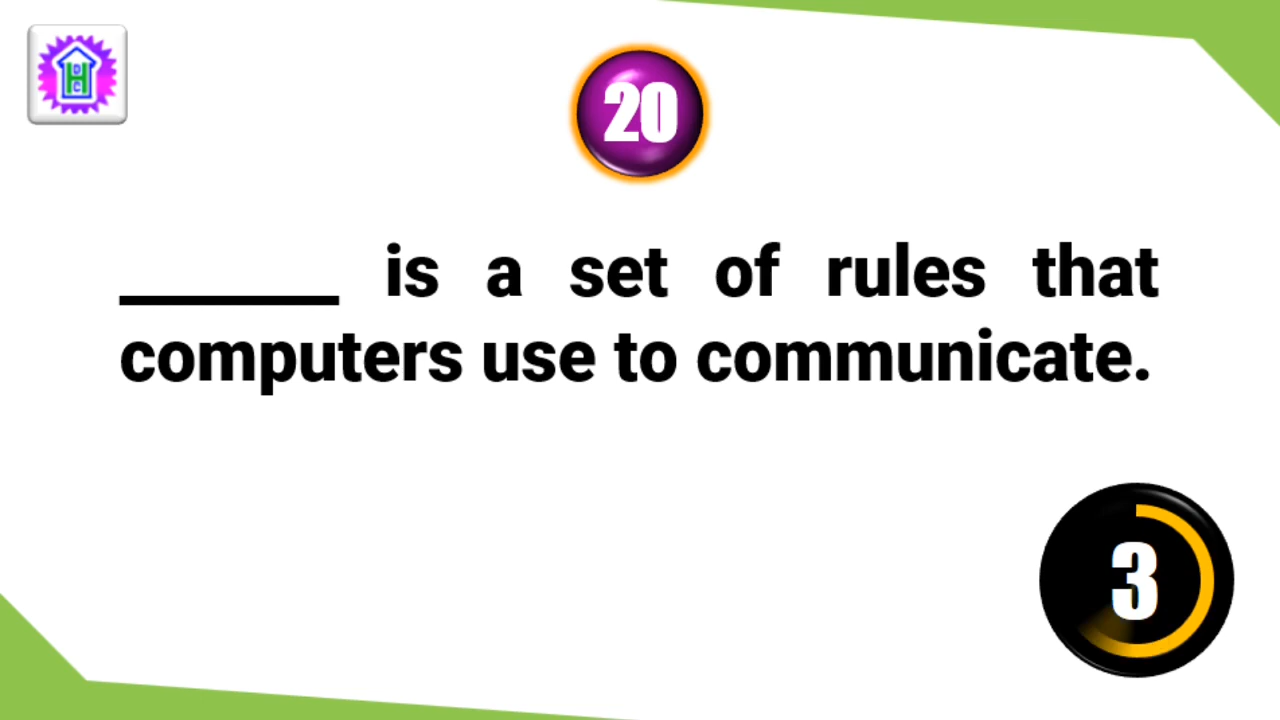 20
______ is a set of rules that
computers use to communicate.
3